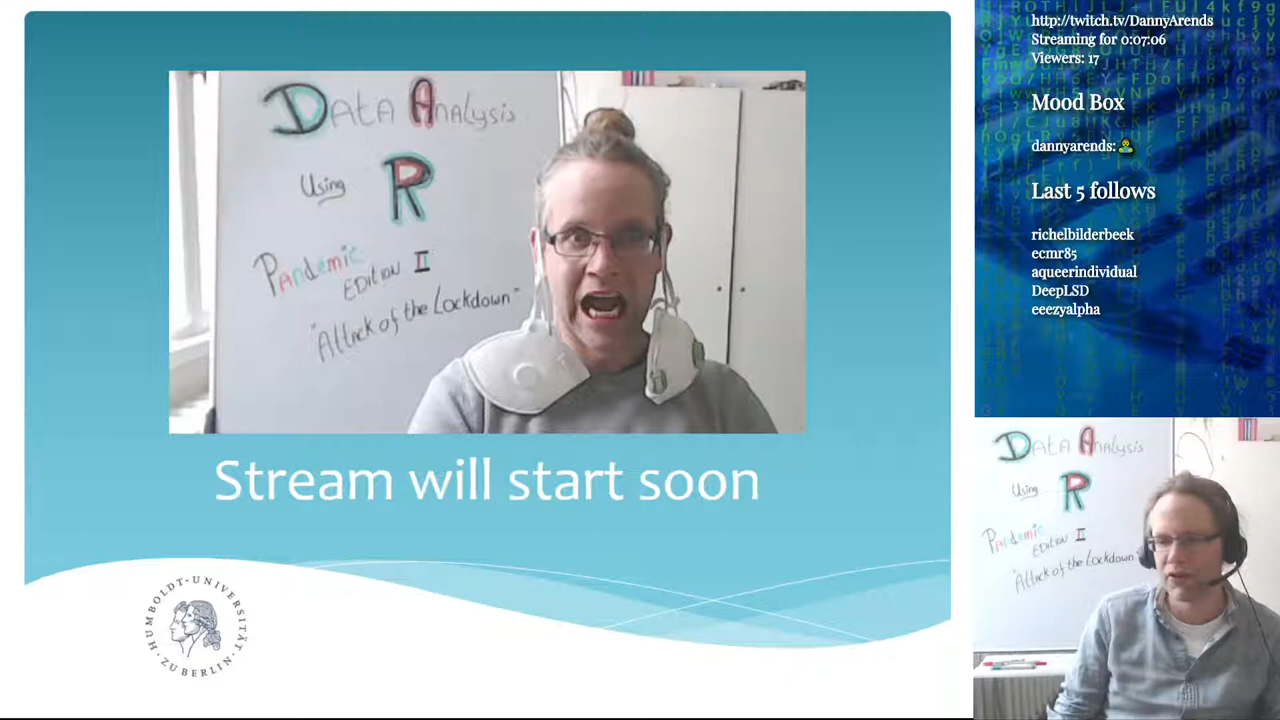 DATA ANAlysis
Using R
Pandemic
EDITION II
"Attack of the Lockdown"
Stream will start soon
HUMBOLDT-UNIVERSITÄT
ZU BERLIN
http://twitch.tv/DannyArends
Streaming for 0:07:06
Viewers: 17
Mood Box
dannyarends:
Last 5 follows
richelbilderbeek
ecmr85
aqueerindividual
DeepLSD
eeezyalpha
DATA ANAlysis
Using R
Pandemic
EDITION II
"Attack of the Lockdown"